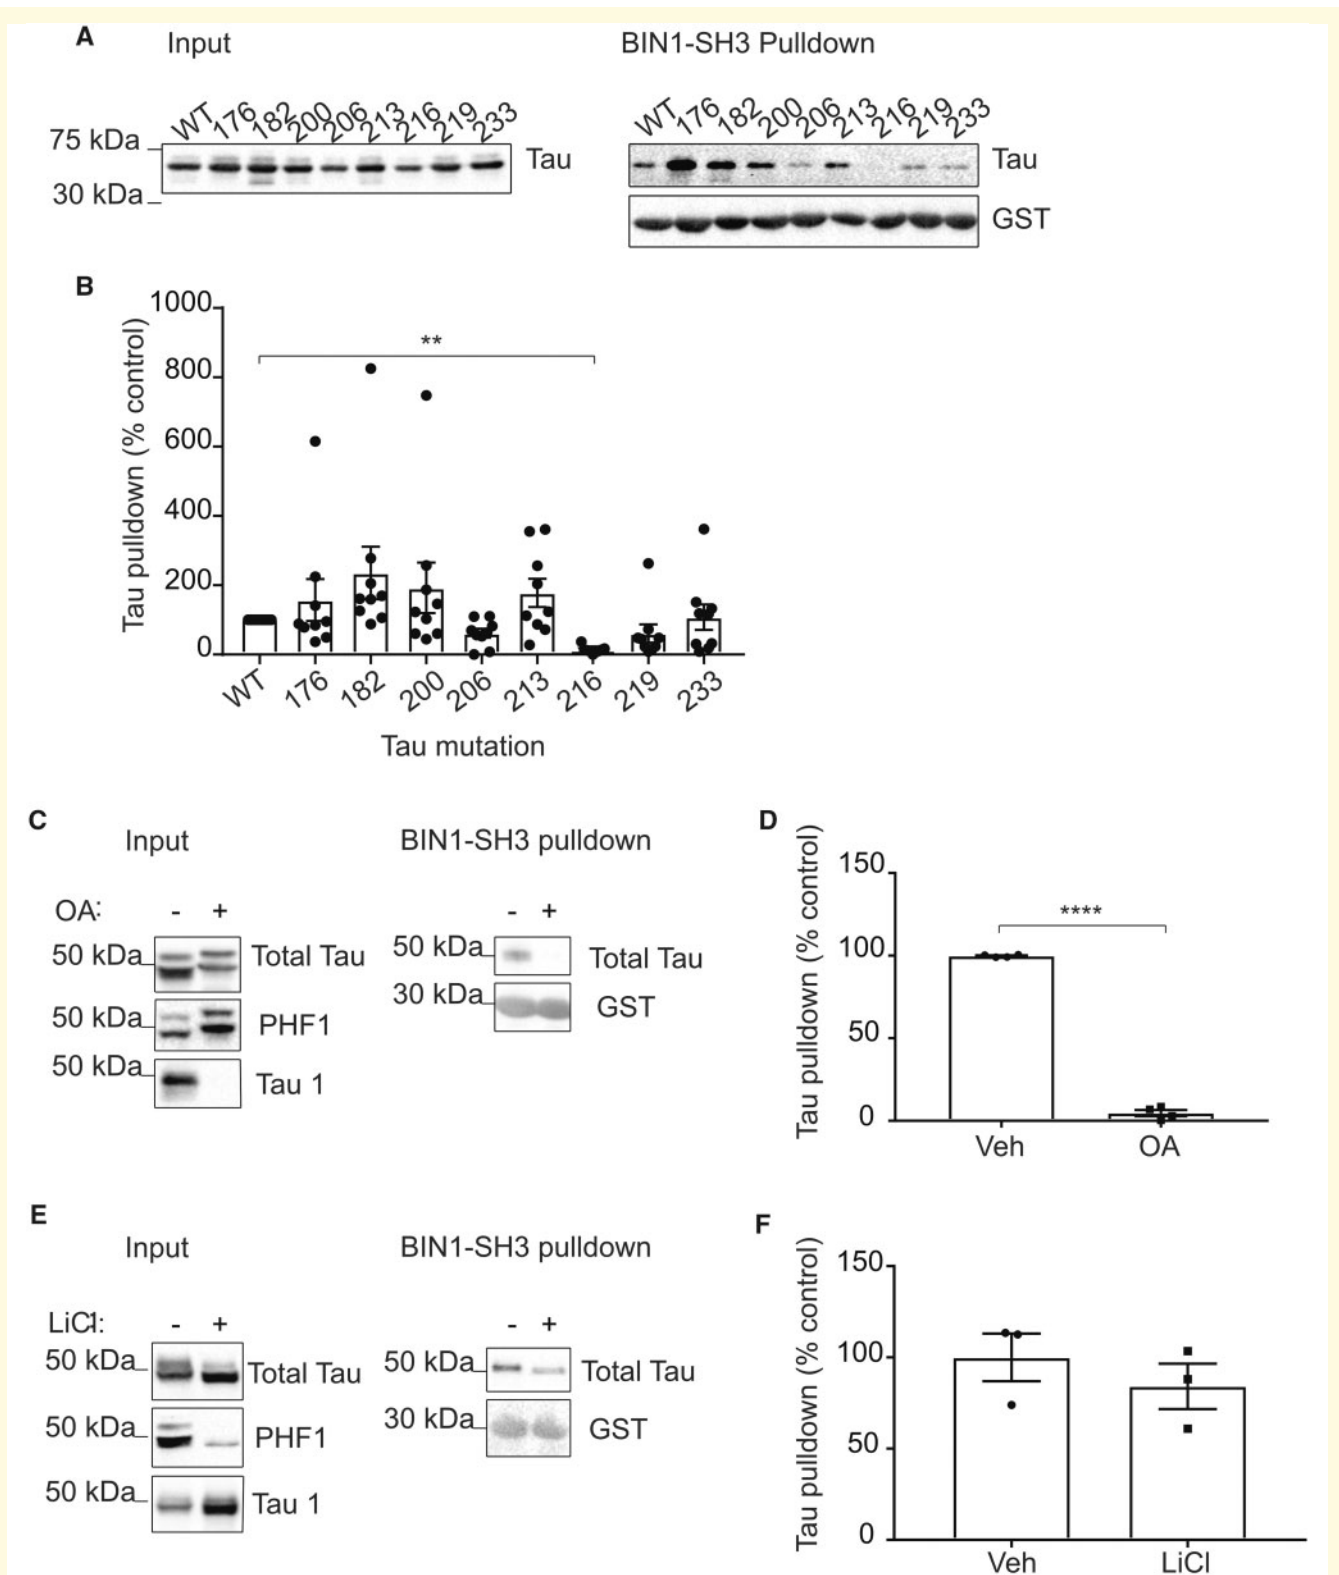 A
Input
BIN1-SH3 Pulldown
WT 176 182 200 206 213 216 219 233
WT 176 182 200 206 213 216 219 233
75 kDa
Tau
Tau
30 kDa
GST
B
1000
**
800
600
400
200
0
Tau pulldown (% control)
WT 176 182 200 206 213 216 219 233
Tau mutation
C
Input
BIN1-SH3 pulldown
OA: - +
- +
50 kDa Total Tau
50 kDa Total Tau
50 kDa PHF1
30 kDa GST
50 kDa Tau 1
D
150
****
100
50
0
Tau pulldown (% control)
Veh OA
E
Input
BIN1-SH3 pulldown
LiCl: - +
- +
50 kDa Total Tau
50 kDa Total Tau
50 kDa PHF1
30 kDa GST
50 kDa Tau 1
F
150
100
50
0
Tau pulldown (% control)
Veh LiCl